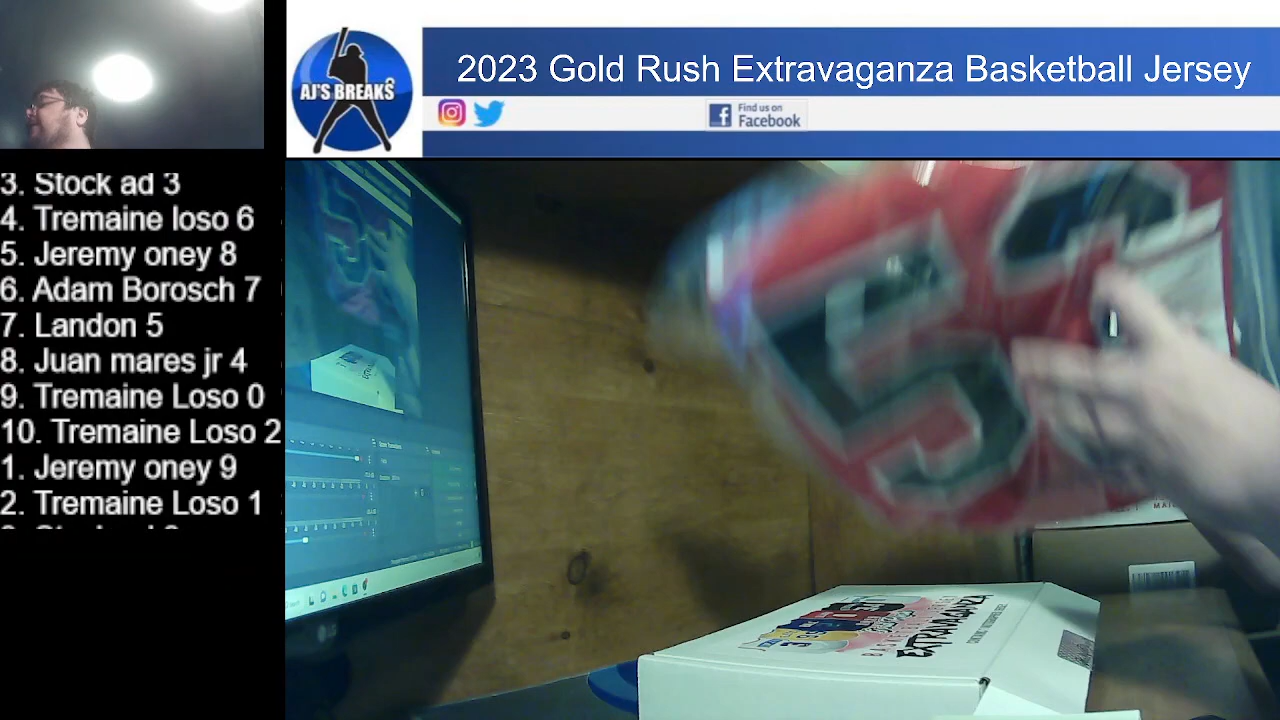 AJ'S BREAKS
2023 Gold Rush Extravaganza Basketball Jersey
Find us on
Facebook
3. Stock ad 3
4. Tremaine loso 6
5. Jeremy oney 8
6. Adam Borosch 7
7. Landon 5
8. Juan mares jr 4
9. Tremaine Loso 0
10. Tremaine Loso 2
1. Jeremy oney 9
2. Tremaine Loso 1
5
EXTRAVAGANZA
LG